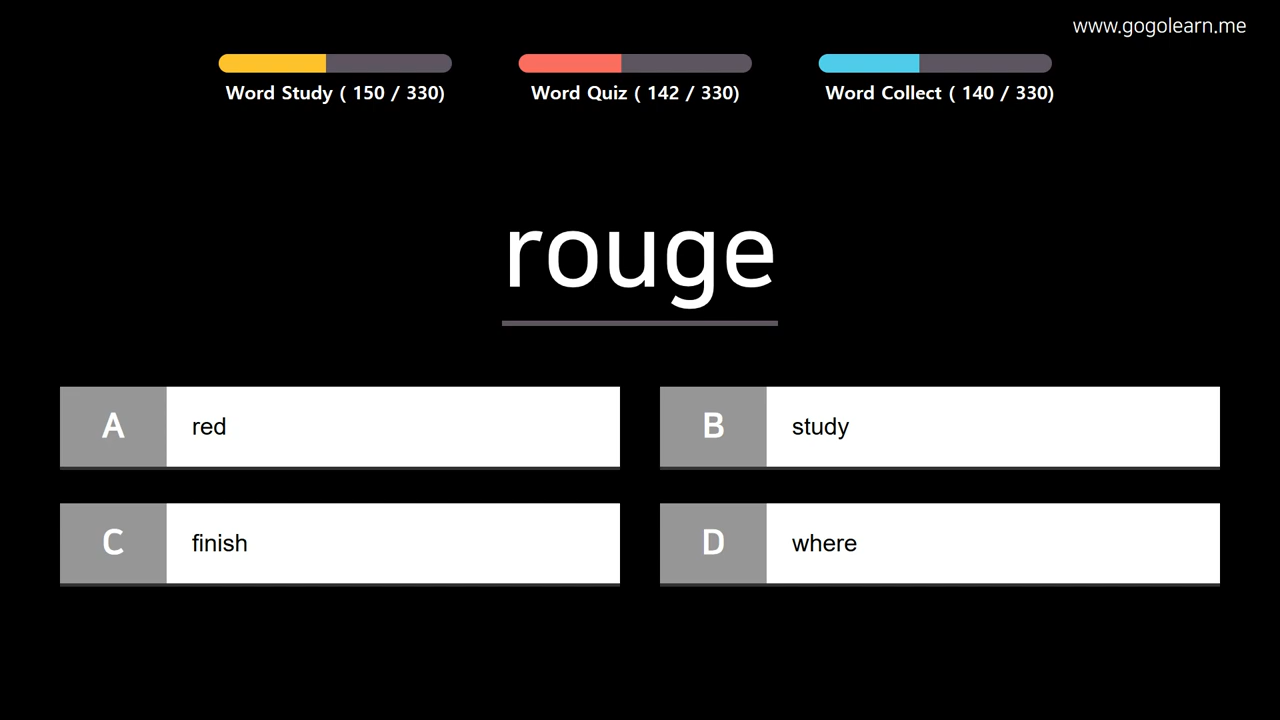 www.gogolearn.me
Word Study ( 150 / 330)
Word Quiz ( 142 / 330)
Word Collect ( 140 / 330)
rouge
A red
B study
C finish
D where